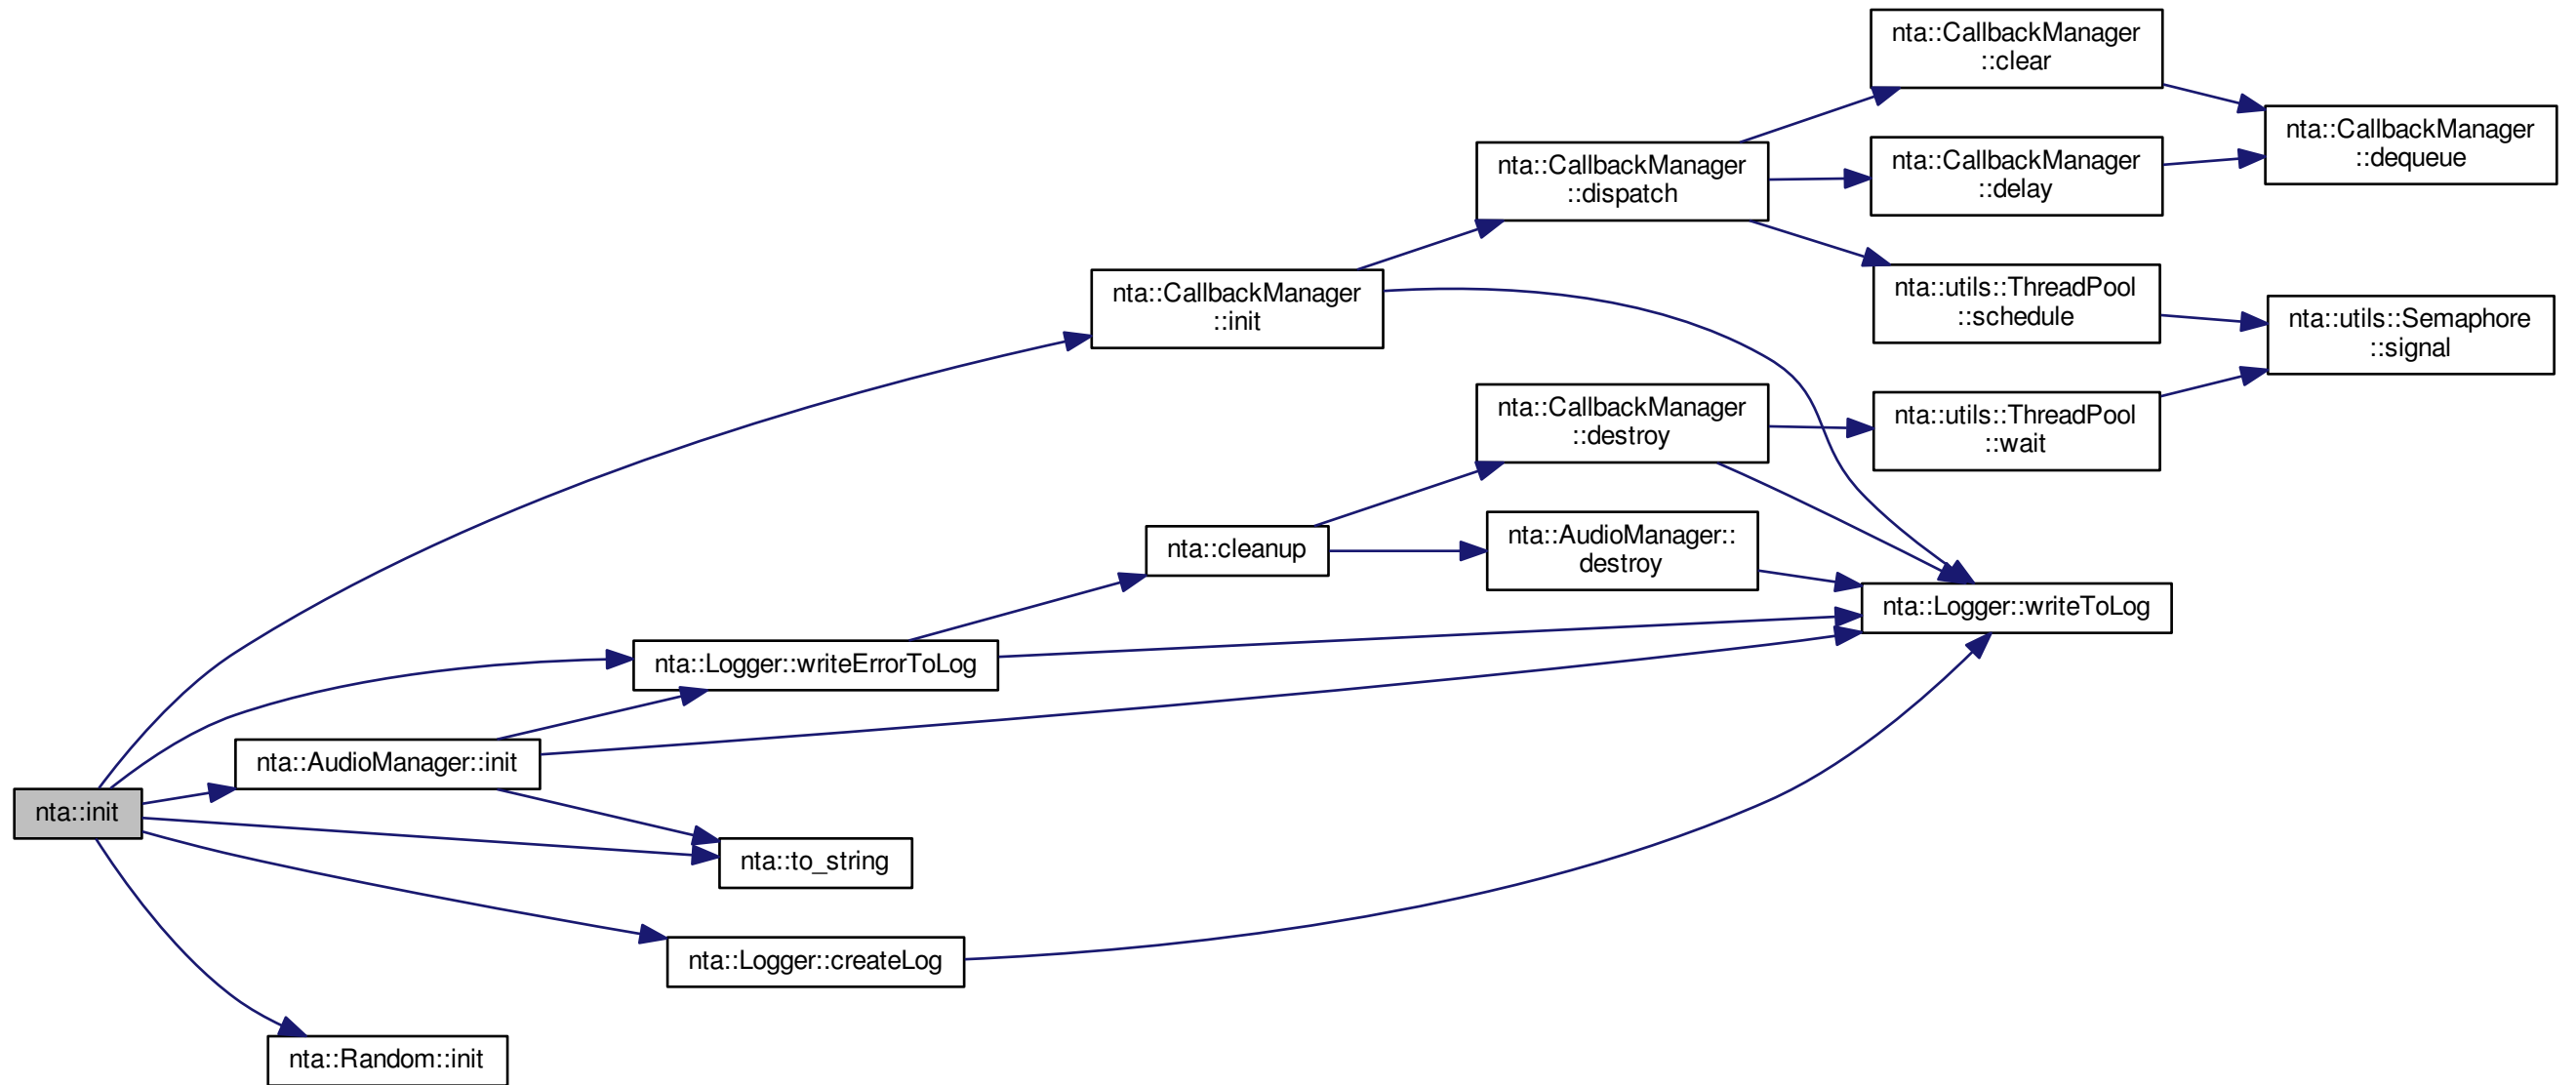 nta::CallbackManager
::clear
nta::CallbackManager
::dequeue
nta::CallbackManager
::dispatch
nta::CallbackManager
::delay
nta::CallbackManager
::init
nta::utils::ThreadPool
::schedule
nta::utils::Semaphore
::signal
nta::CallbackManager
::destroy
nta::utils::ThreadPool
::wait
nta::cleanup
nta::AudioManager::
destroy
nta::Logger::writeToLog
nta::Logger::writeErrorToLog
nta::AudioManager::init
nta::init
nta::to_string
nta::Logger::createLog
nta::Random::init